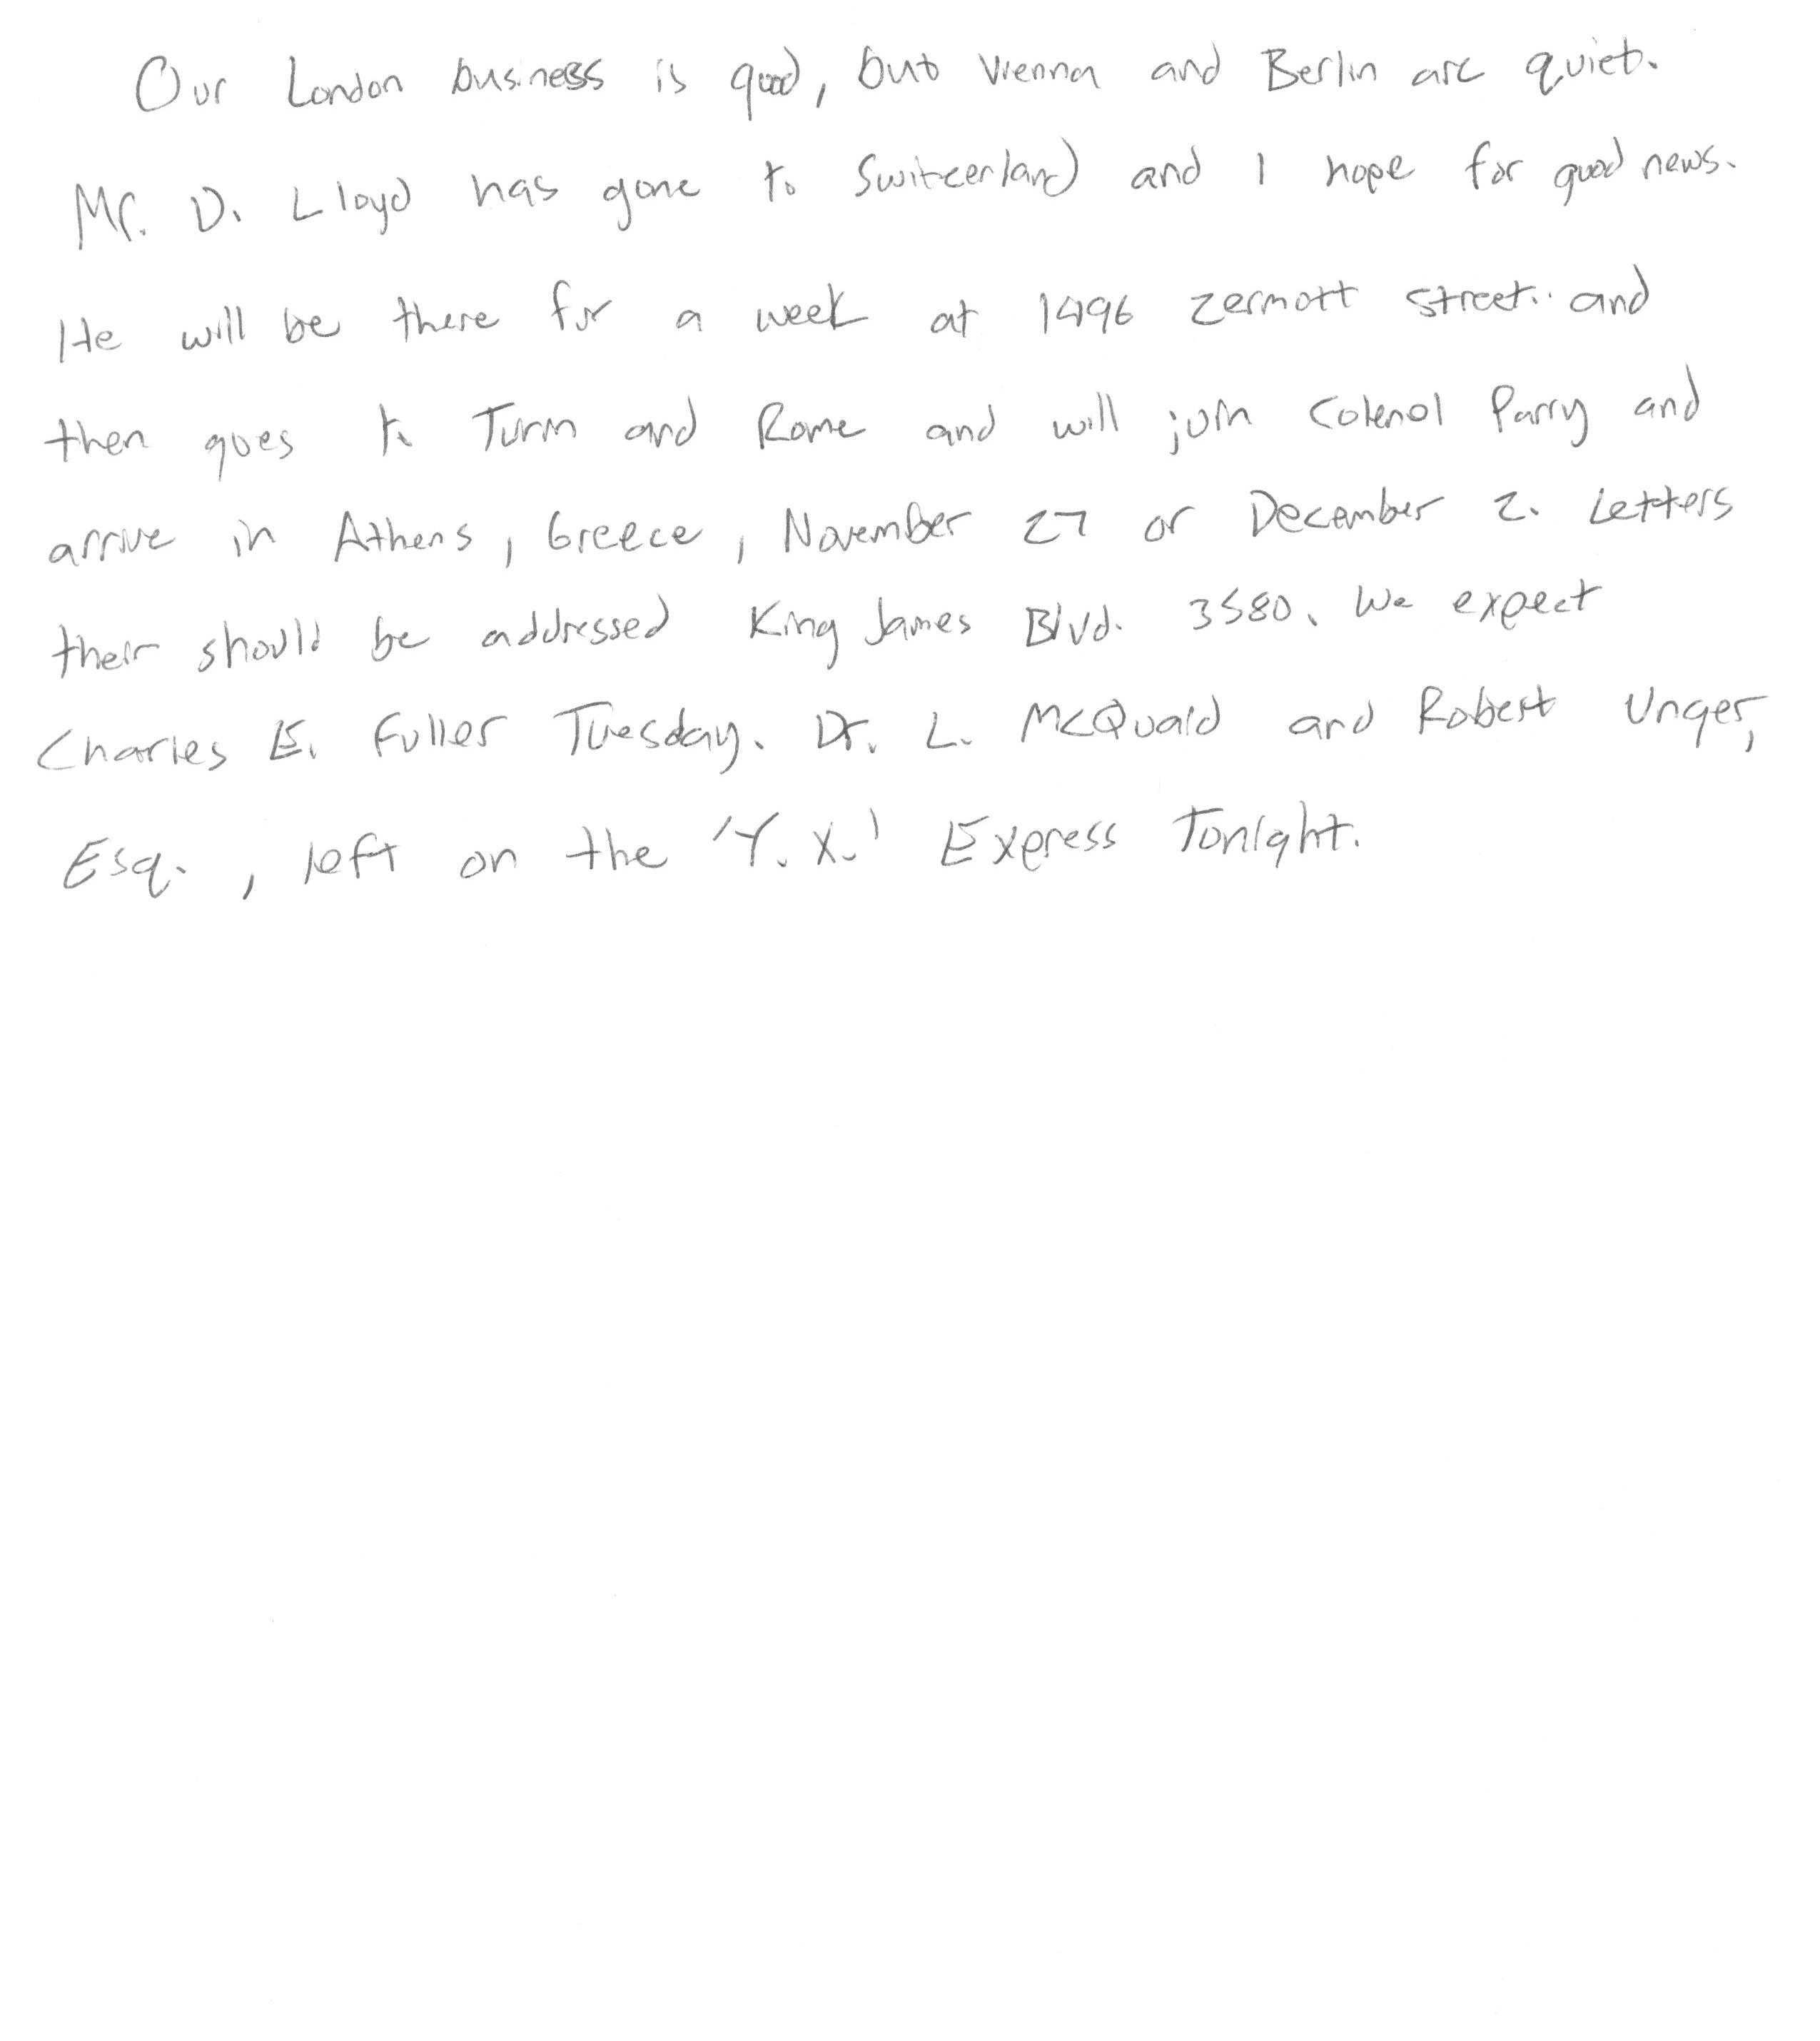 Our London business is good, but Vienna and Berlin are quiet.
Mr. D. Lloyd has gone to Switzerland and I hope for good news.
He will be there for a week at 1496 Zermott street.. and
then goes to Turin and Rome and will join Colenol Parry and
arrive in Athens, Greece, November 27 or December 2. Letters
their should be addressed King James Blvd. 3580. We expect
Charles E. Fuller Tuesday. Dr. L. McQuaid and Robert Unger,
Esq., left on the 'Y. X.' Express Tonight.